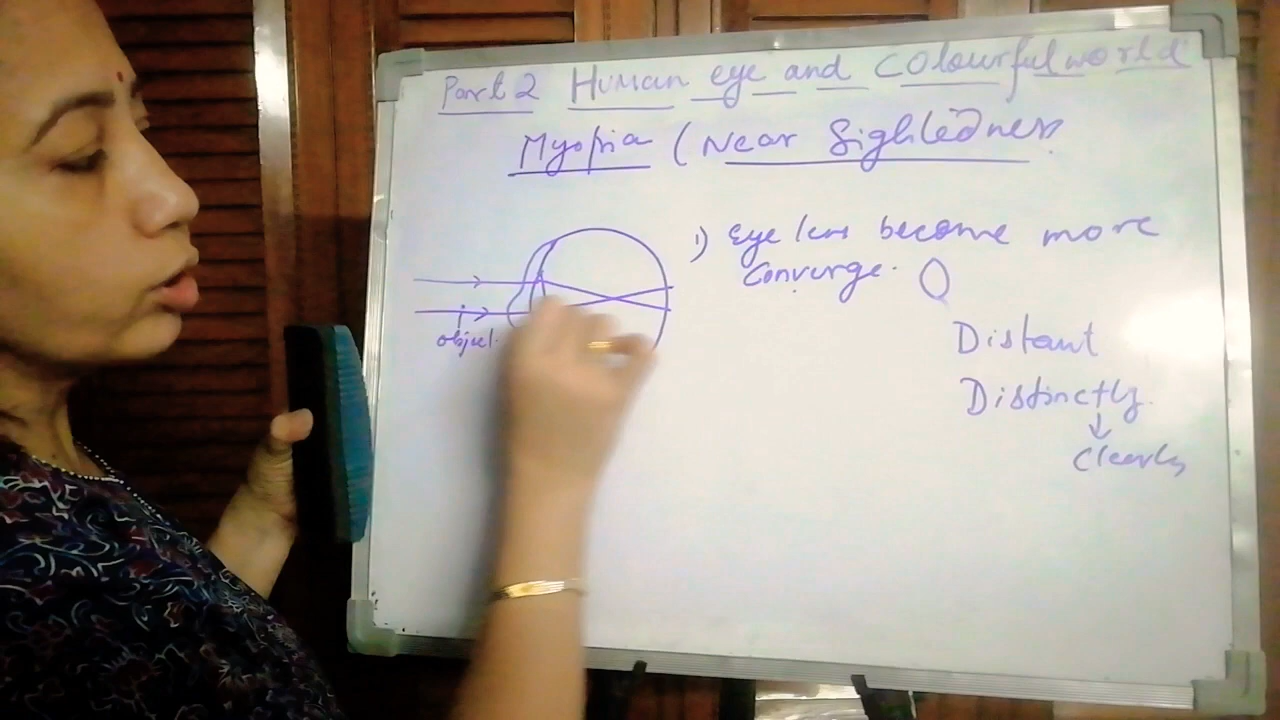 Part 2 Human eye and Colourful world
Myopia (Near Sightedness
1) Eye lens become more
Converge.
object.
Distant
Distinctly.
↓
Clearly